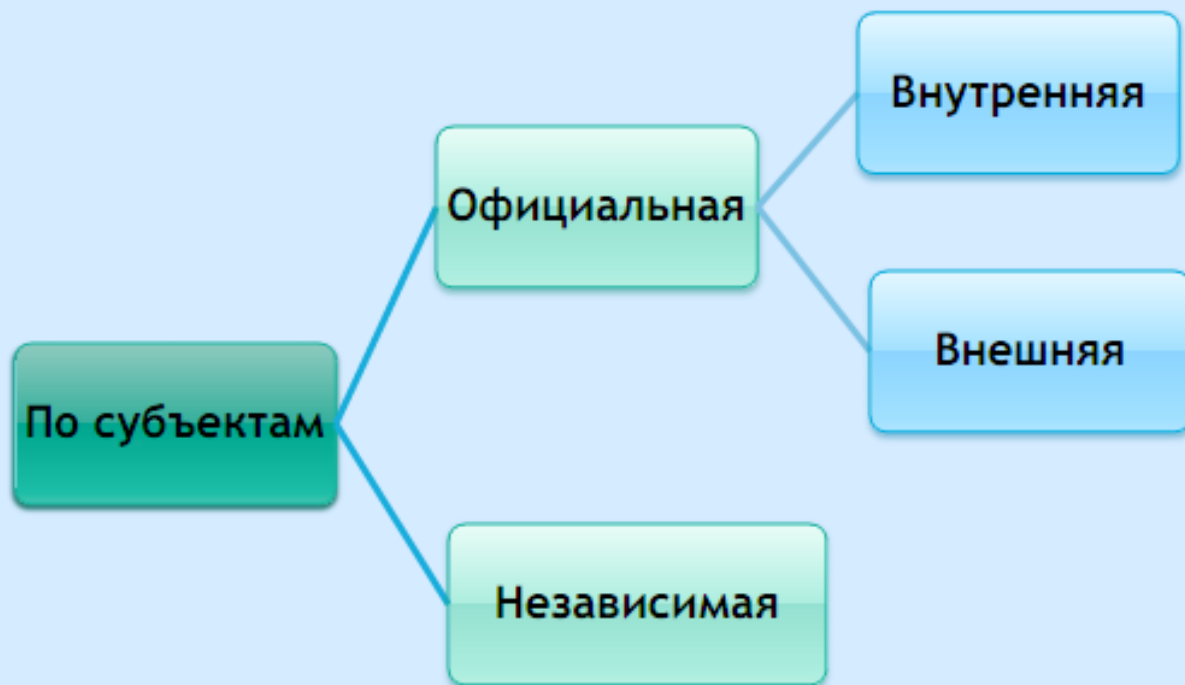 По субъектам
Официальная
Внутренняя
Внешняя
Независимая